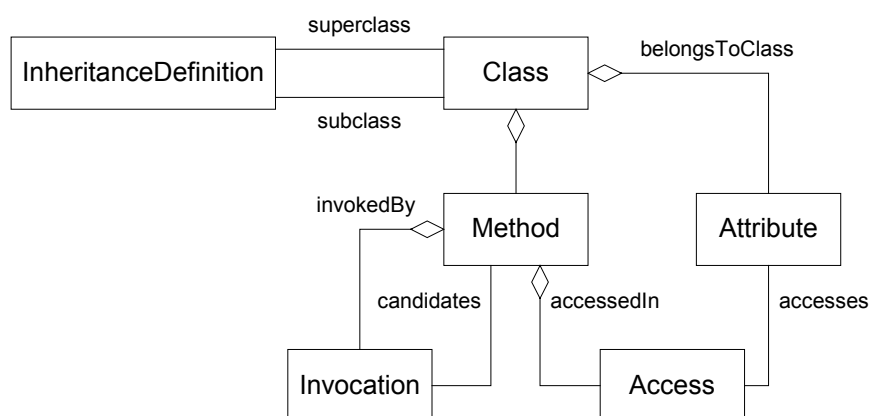 superclass
belongsToClass
InheritanceDefinition
Class
subclass
invokedBy
Method
Attribute
candidates
accessedIn
accesses
Invocation
Access